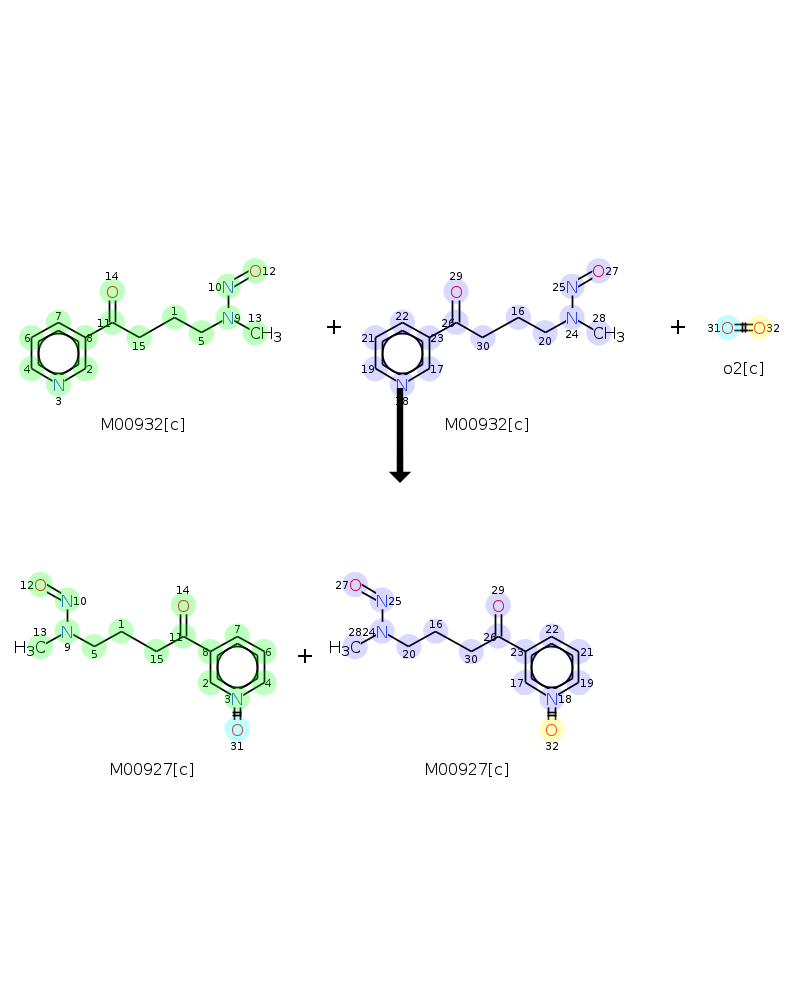 14 O 10 N O 12 7 11 1 13 6 8 N 9 CH3 15 5 4 2 N 3
+
29 O 25 N O 27 22 26 16 28 21 23 N CH3 30 20 24 19 17 N 18
+
31 O O 32
M00932[c]
M00932[c]
o2[c]
12 O N 10 14 O 13 1 11 7 H3C N 9 5 15 8 6 2 4 3 N O 31
+
27 O N 25 29 O 28 24 16 26 22 H3C N 20 30 23 21 17 19 N 18 O 32
M00927[c]
M00927[c]